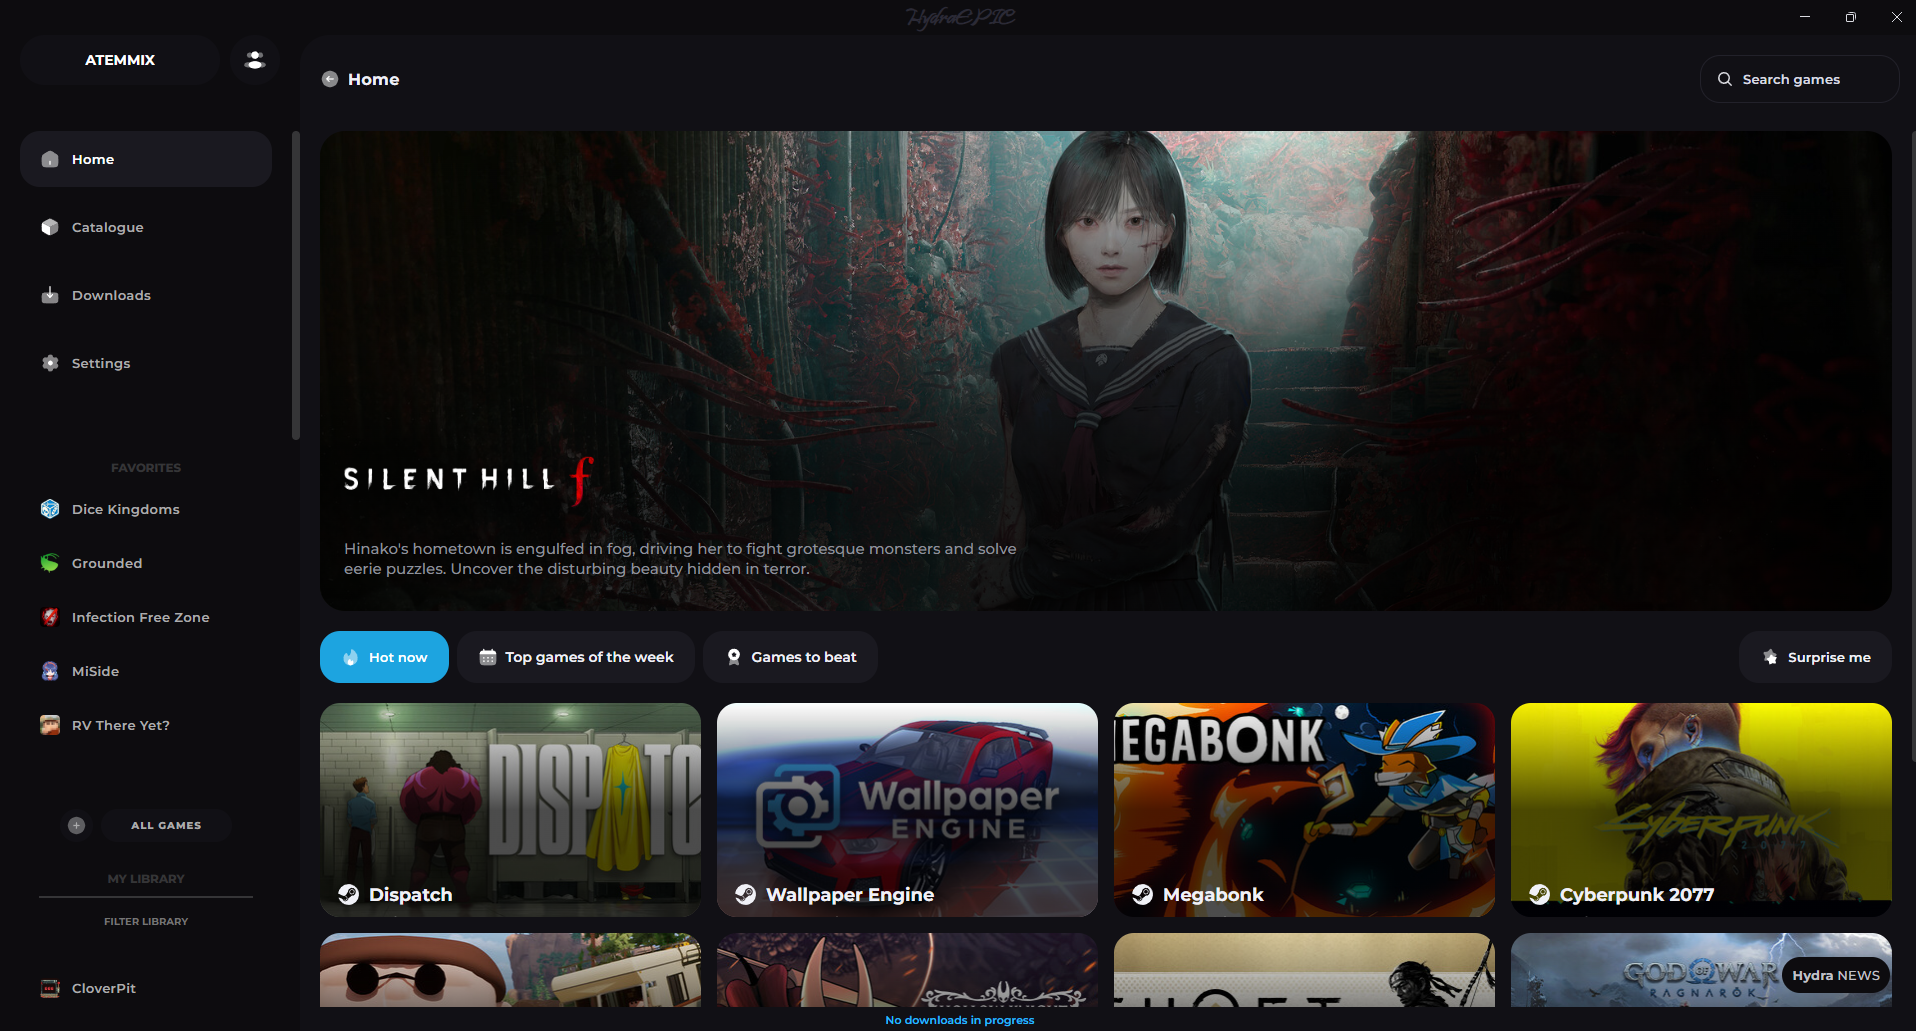 HydraEPIC
ATEMMIX
Home
Search games
Home
Catalogue
Downloads
Settings
FAVORITES
Dice Kingdoms
Grounded
Infection Free Zone
MiSide
RV There Yet?
ALL GAMES
MY LIBRARY
FILTER LIBRARY
CloverPit
SILENT HILL f
Hinako's hometown is engulfed in fog, driving her to fight grotesque monsters and solve
eerie puzzles. Uncover the disturbing beauty hidden in terror.
Hot now
Top games of the week
Games to beat
Surprise me
DISPATC
Dispatch
Wallpaper
ENGINE
Wallpaper Engine
EGABONK
Megabonk
CYBERPUNK
2077
Cyberpunk 2077
GOD OF WAR
RAGNARÖK
Hydra NEWS
No downloads in progress